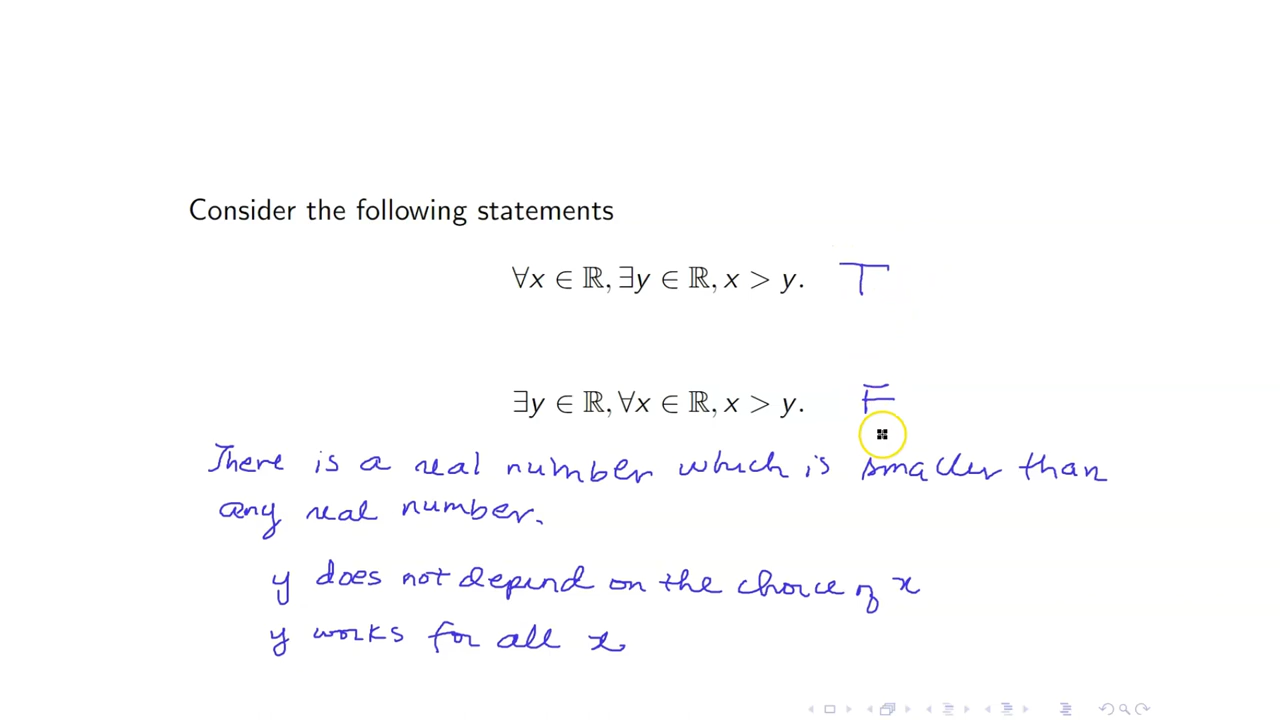 Consider the following statements
∀x ∈ ℝ, ∃y ∈ ℝ, x > y. T
∃y ∈ ℝ, ∀x ∈ ℝ, x > y. F
There is a real number which is smaller than
any real number.
y does not depend on the choice of x
y works for all x